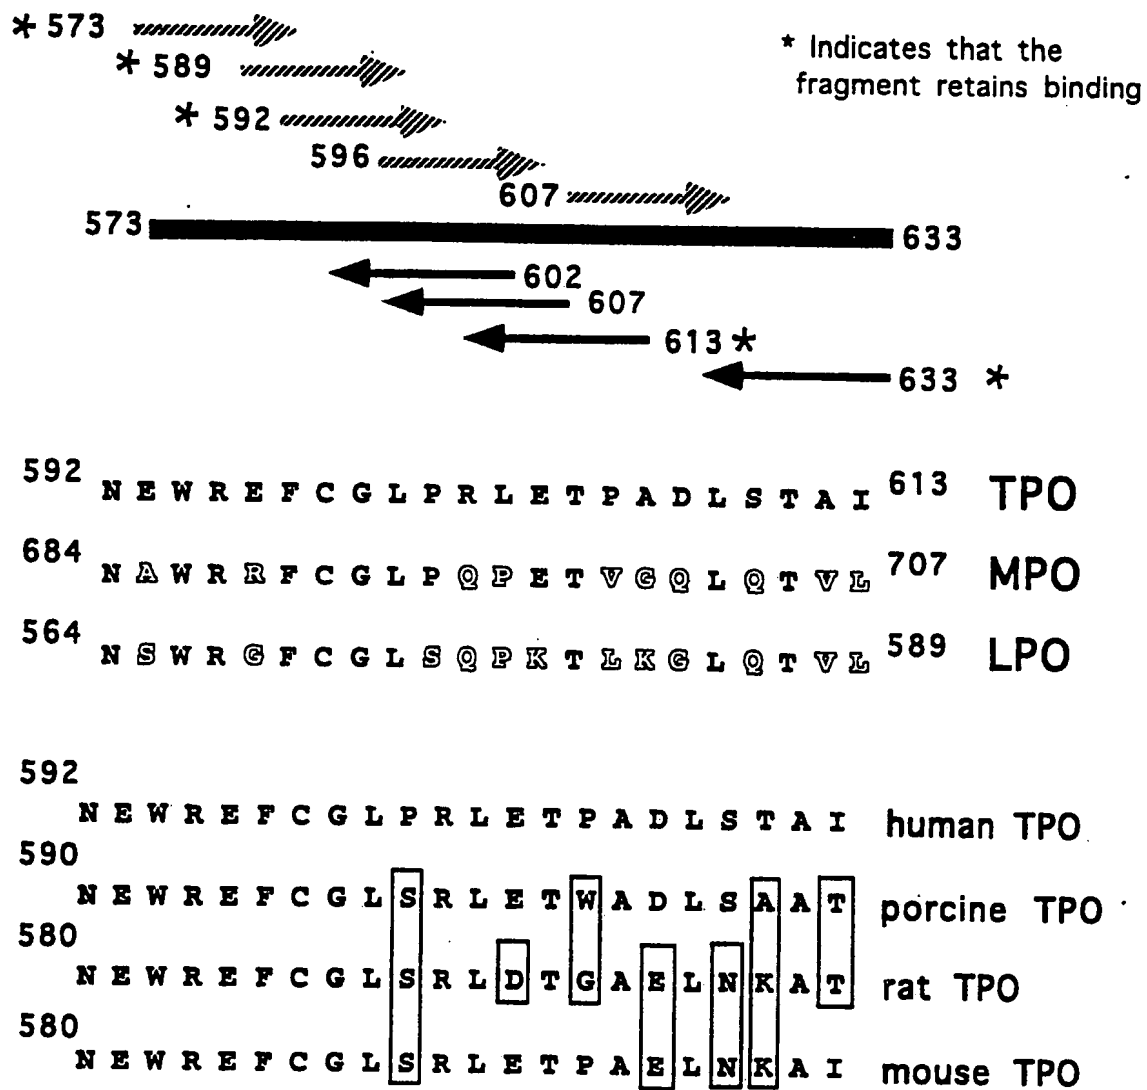 * 573
* 589
* Indicates that the
fragment retains binding
* 592
596
607
573 633
602
607
613 *
633 *
592 N E W R E F C G L P R L E T P A D L S T A I 613 TPO
684 N A W R R F C G L P Q P E T V G Q L Q T V L 707 MPO
564 N S W R G F C G L S Q P K T L K G L Q T V L 589 LPO
592
N E W R E F C G L P R L E T P A D L S T A I human TPO
590
N E W R E F C G L S R L E T W A D L S A A T porcine TPO
580
N E W R E F C G L S R L D T G A E L N K A T rat TPO
580
N E W R E F C G L S R L E T P A E L N K A I mouse TPO